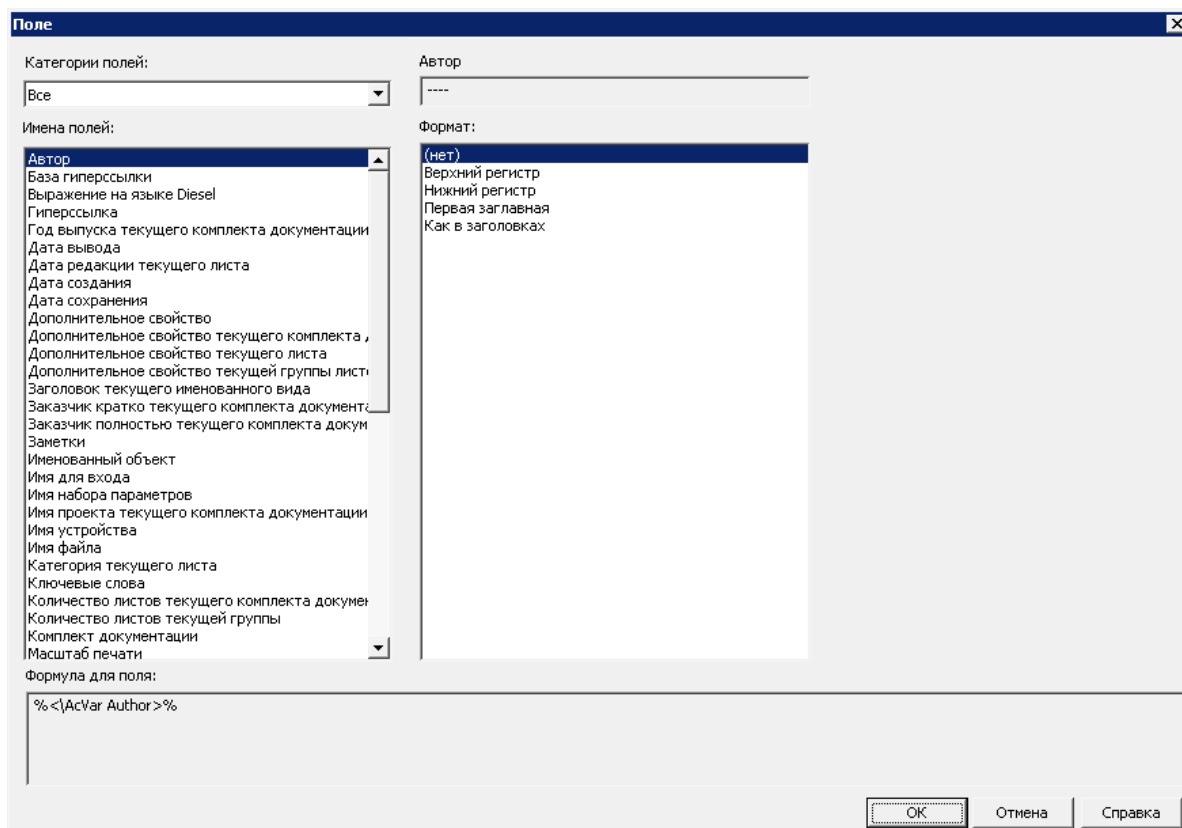 Поле
Категории полей:
Все
Имена полей:
Автор
База гиперссылки
Выражение на языке Diesel
Гиперссылка
Год выпуска текущего комплекта документации
Дата вывода
Дата редакции текущего листа
Дата создания
Дата сохранения
Дополнительное свойство
Дополнительное свойство текущего комплекта
Дополнительное свойство текущего листа
Дополнительное свойство текущей группы лист
Заголовок текущего именованного вида
Заказчик кратко текущего комплекта документ
Заказчик полностью текущего комплекта докум
Заметки
Именованный объект
Имя для входа
Имя набора параметров
Имя проекта текущего комплекта документации
Имя устройства
Имя файла
Категория текущего листа
Ключевые слова
Количество листов текущего комплекта докумен
Количество листов текущей группы
Комплект документации
Масштаб печати
Автор
----
Формат:
(нет)
Верхний регистр
Нижний регистр
Первая заглавная
Как в заголовках
Формула для поля:
%<\AcVar Author>%
ОК Отмена Справка